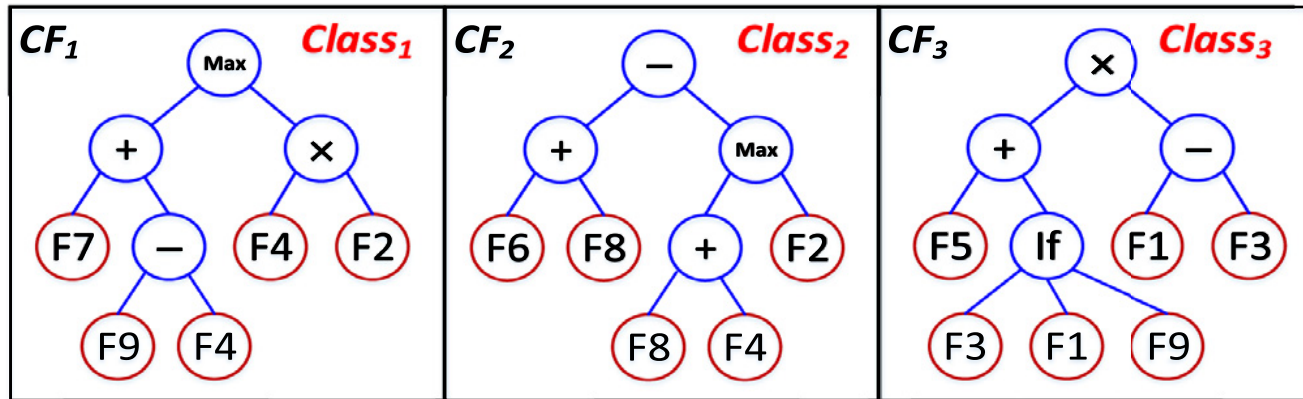 CF1 Class1
Max
+ ×
F7 − F4 F2
F9 F4
CF2 Class2
−
+ Max
F6 F8 + F2
F8 F4
CF3 Class3
×
+ −
F5 If F1 F3
F3 F1 F9